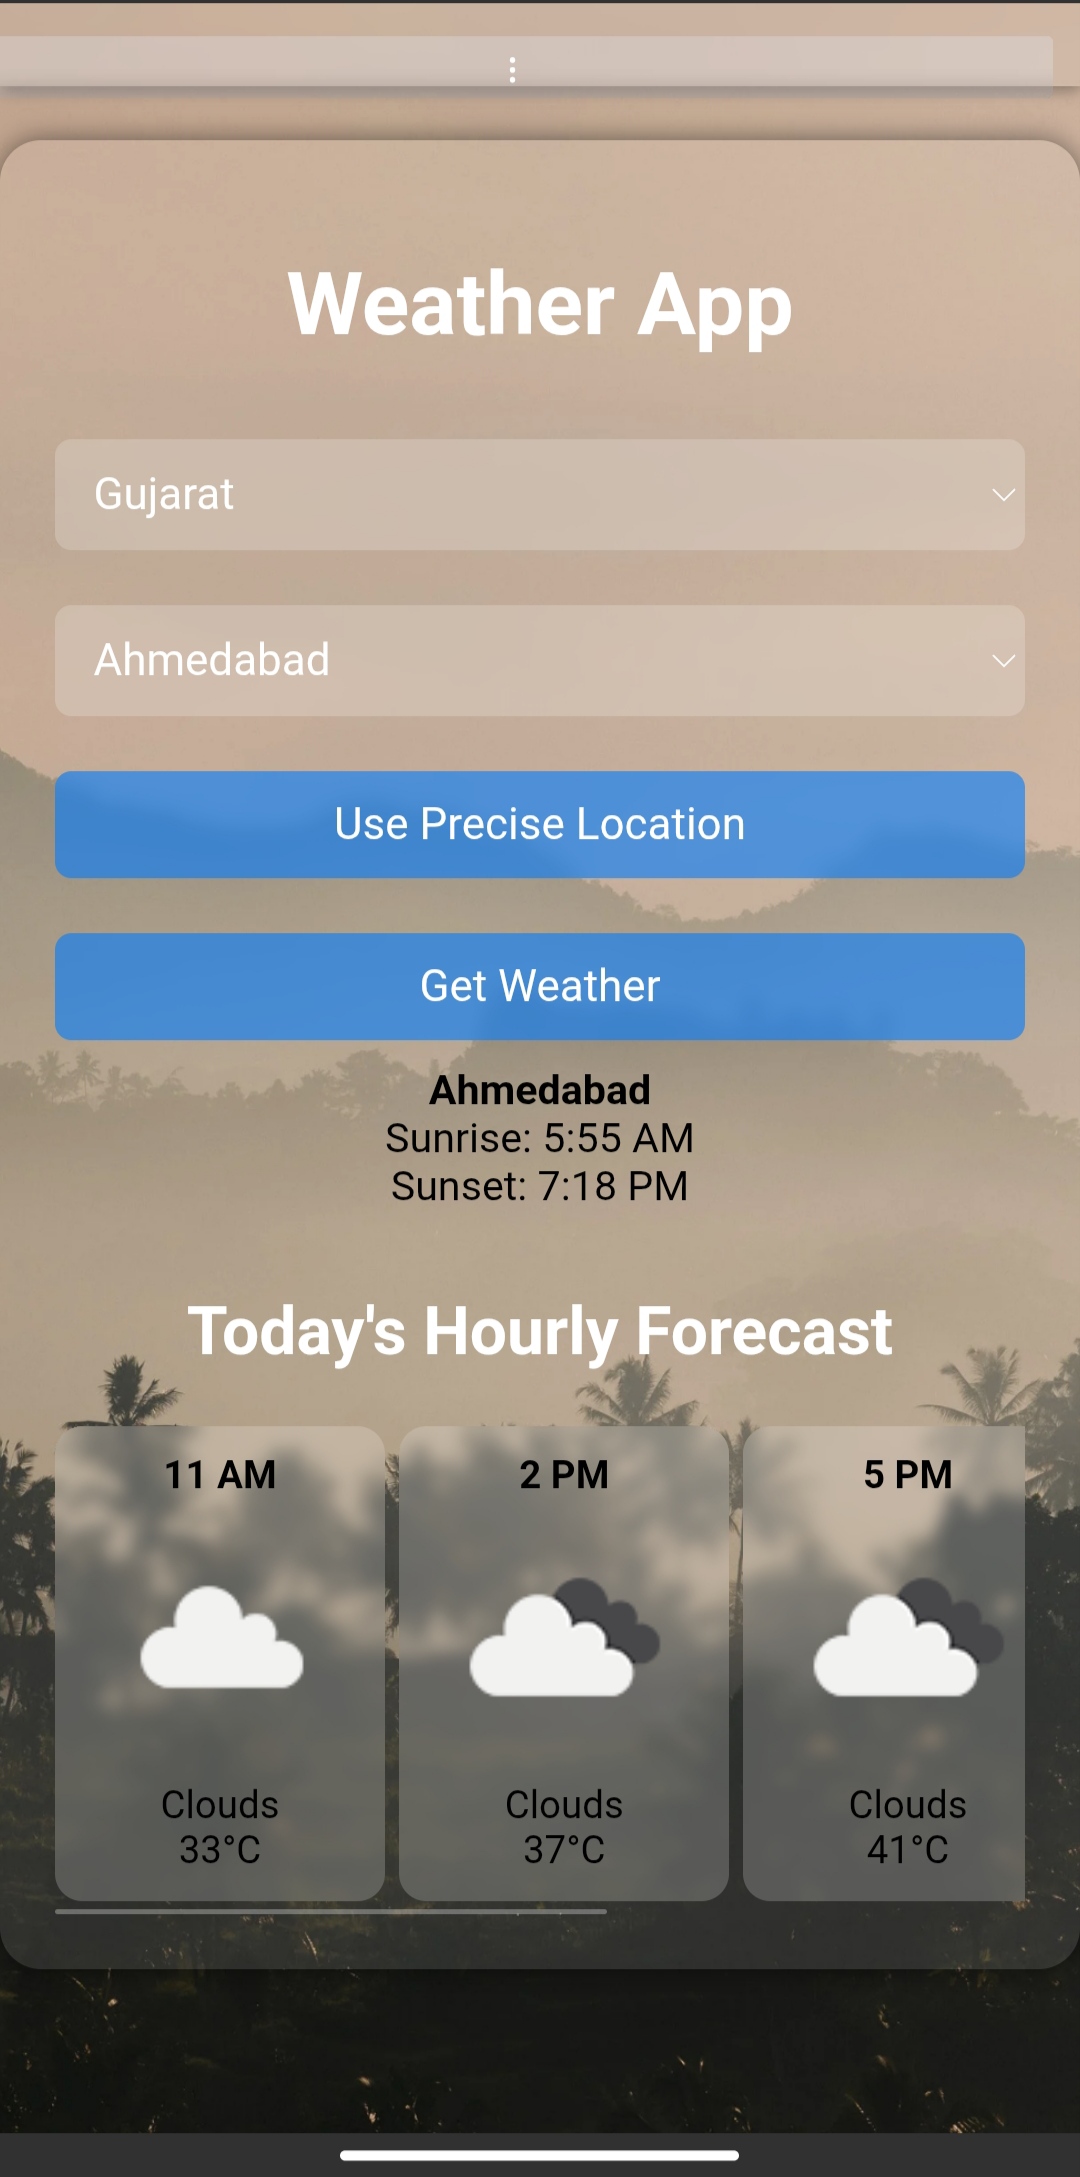 Weather App
Gujarat
Ahmedabad
Use Precise Location
Get Weather
Ahmedabad
Sunrise: 5:55 AM
Sunset: 7:18 PM
Today's Hourly Forecast
11 AM
Clouds
33°C
2 PM
Clouds
37°C
5 PM
Clouds
41°C